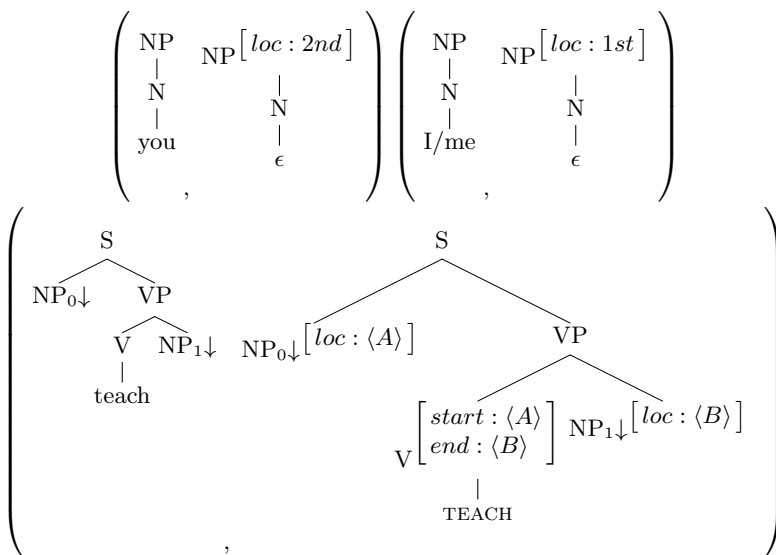 NP NP[loc : 2nd] NP NP[loc : 1st]
N N N N
you ϵ I/me ϵ
, ,
S S
NP₀↓ VP NP₀↓[loc : ⟨A⟩] VP
V NP₁↓
teach
V[start : ⟨A⟩ end : ⟨B⟩] NP₁↓[loc : ⟨B⟩]
TEACH
,